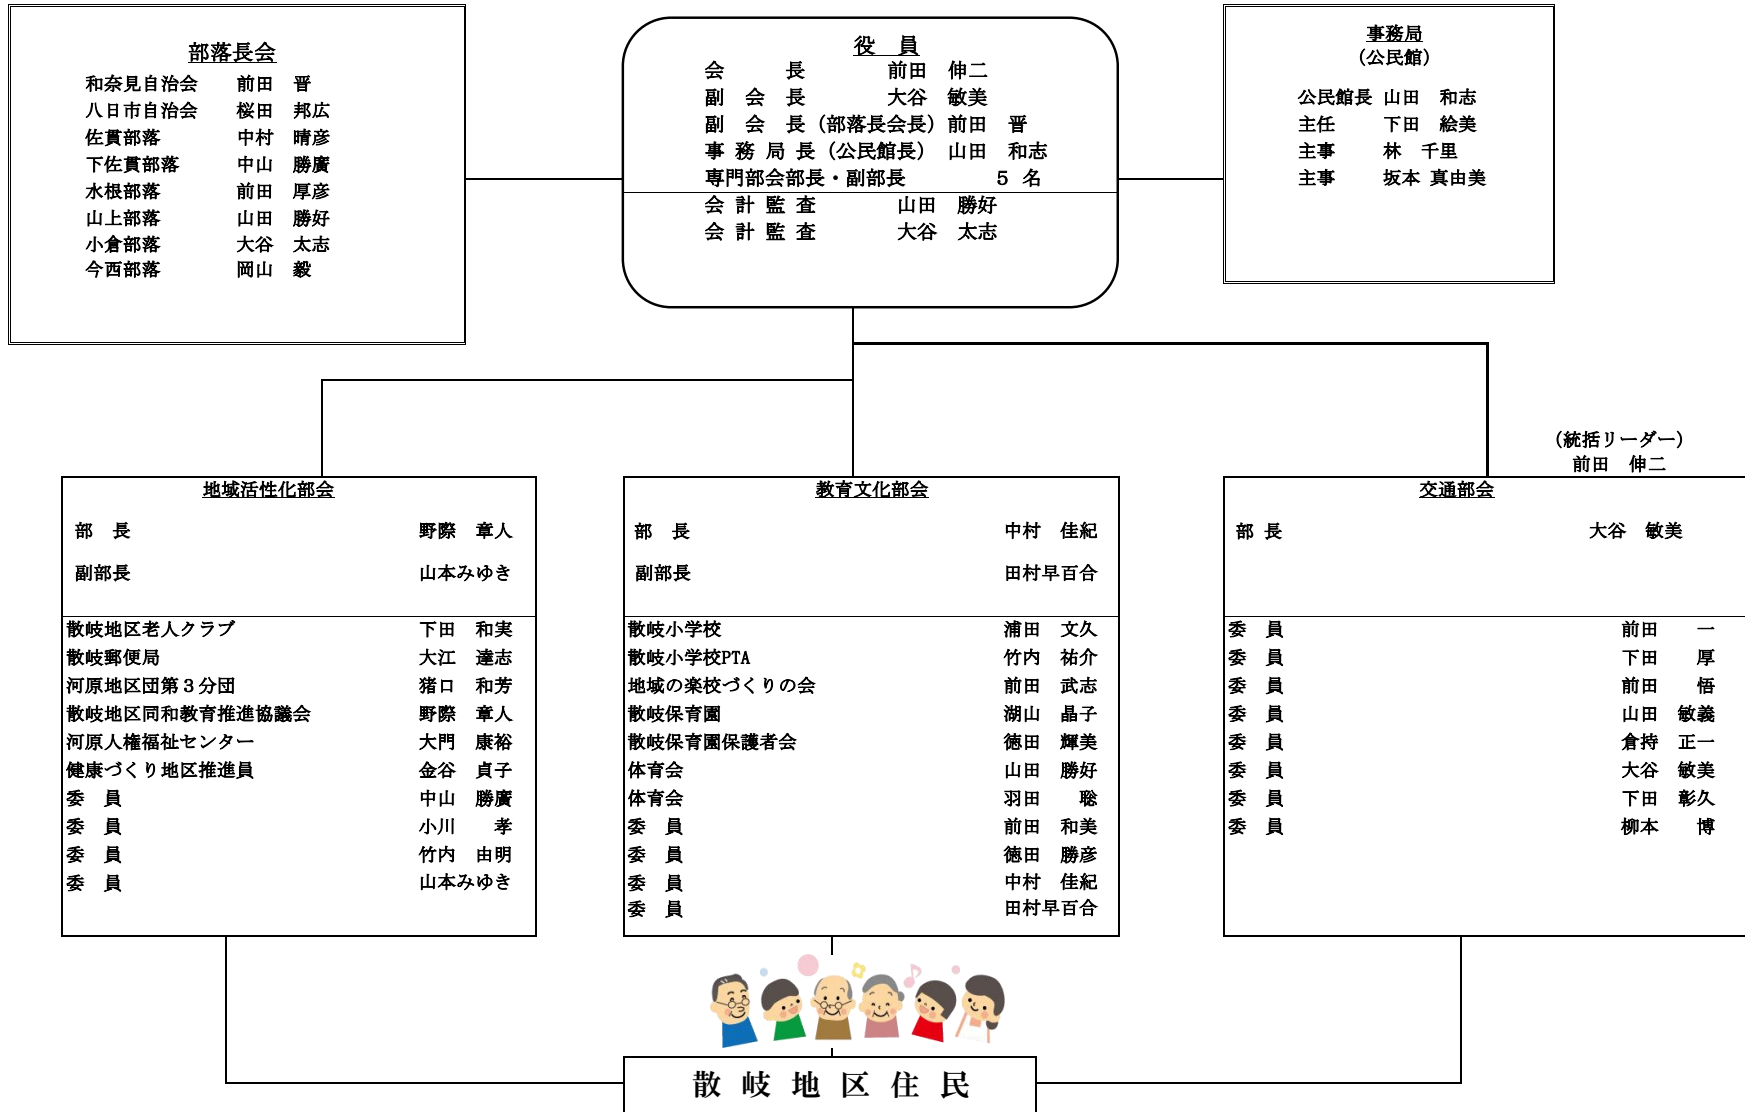 部落長会
和奈見自治会 前田 晋
八日市自治会 桜田 邦広
佐貫部落 中村 晴彦
下佐貫部落 中山 勝廣
水根部落 前田 厚彦
山上部落 山田 勝好
小倉部落 大谷 太志
今西部落 岡山 毅
役 員
会 長 前田 伸二
副 会 長 大谷 敏美
副 会 長（部落長会長）前田 晋
事 務 局 長（公民館長） 山田 和志
専門部会部長・副部長 5 名
会 計 監 査 山田 勝好
会 計 監 査 大谷 太志
事務局
（公民館）
公民館長 山田 和志
主任 下田 絵美
主事 林 千里
主事 坂本 真由美
地域活性化部会
部 長 野際 章人
副部長 山本みゆき
散岐地区老人クラブ 下田 和実
散岐郵便局 大江 達志
河原地区団第３分団 猪口 和芳
散岐地区同和教育推進協議会 野際 章人
河原人権福祉センター 大門 康裕
健康づくり地区推進員 金谷 貞子
委 員 中山 勝廣
委 員 小川 孝
委 員 竹内 由明
委 員 山本みゆき
教育文化部会
部 長 中村 佳紀
副部長 田村早百合
散岐小学校 浦田 文久
散岐小学校PTA 竹内 祐介
地域の楽校づくりの会 前田 武志
散岐保育園 湖山 晶子
散岐保育園保護者会 徳田 輝美
体育会 山田 勝好
体育会 羽田 聡
委 員 前田 和美
委 員 徳田 勝彦
委 員 中村 佳紀
委 員 田村早百合
（統括リーダー）
前田 伸二
交通部会
部 長 大谷 敏美
委 員 前田 一
委 員 下田 厚
委 員 前田 悟
委 員 山田 敏義
委 員 倉持 正一
委 員 大谷 敏美
委 員 下田 彰久
委 員 柳本 博
散 岐 地 区 住 民